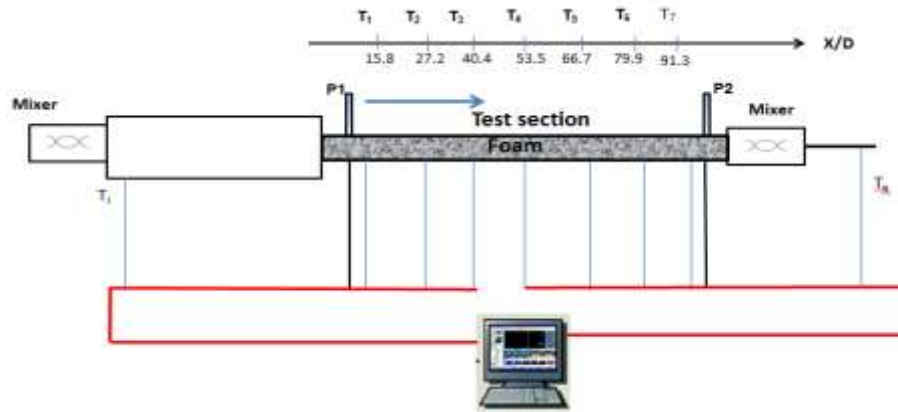 T₁ T₂ T₃ T₄ T₅ T₆ T₇
X/D
15.8 27.2 40.4 53.5 66.7 79.9 91.3
P1 P2
Mixer
Mixer
Test section
Foam
Tᵢ